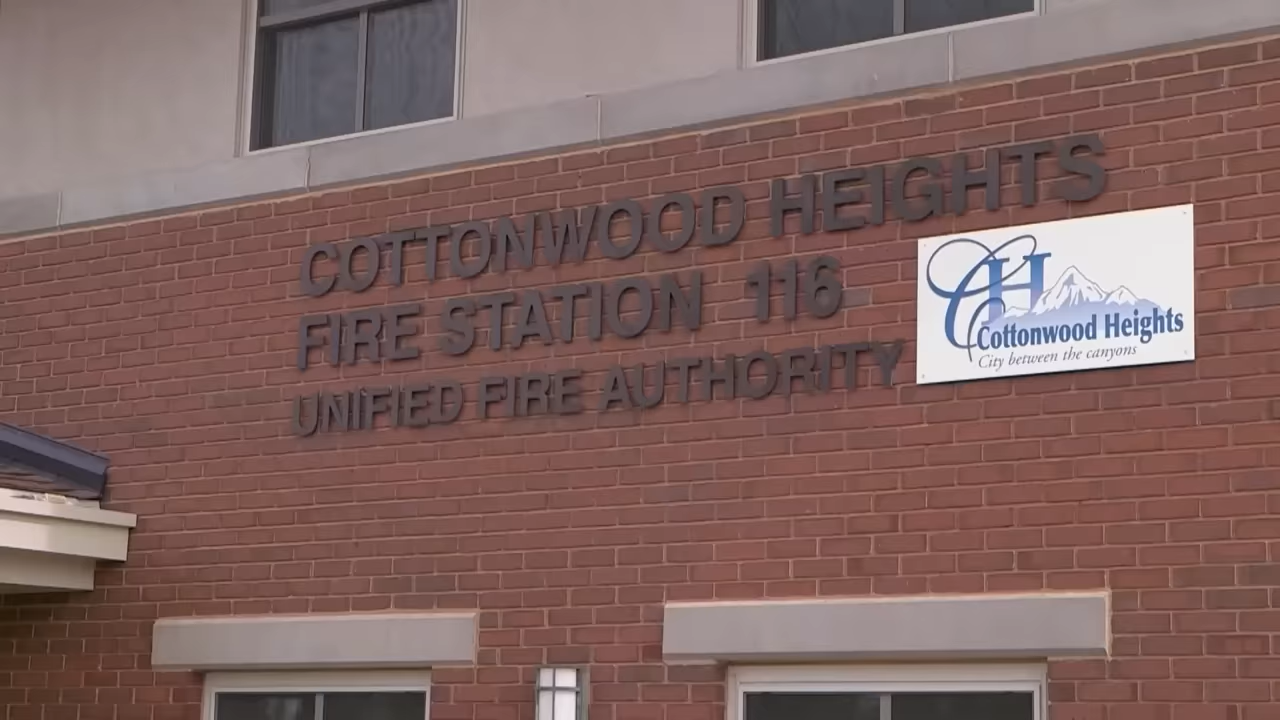 COTTONWOOD HEIGHTS
FIRE STATION 116
UNIFIED FIRE AUTHORITY
CH
Cottonwood Heights
City between the canyons